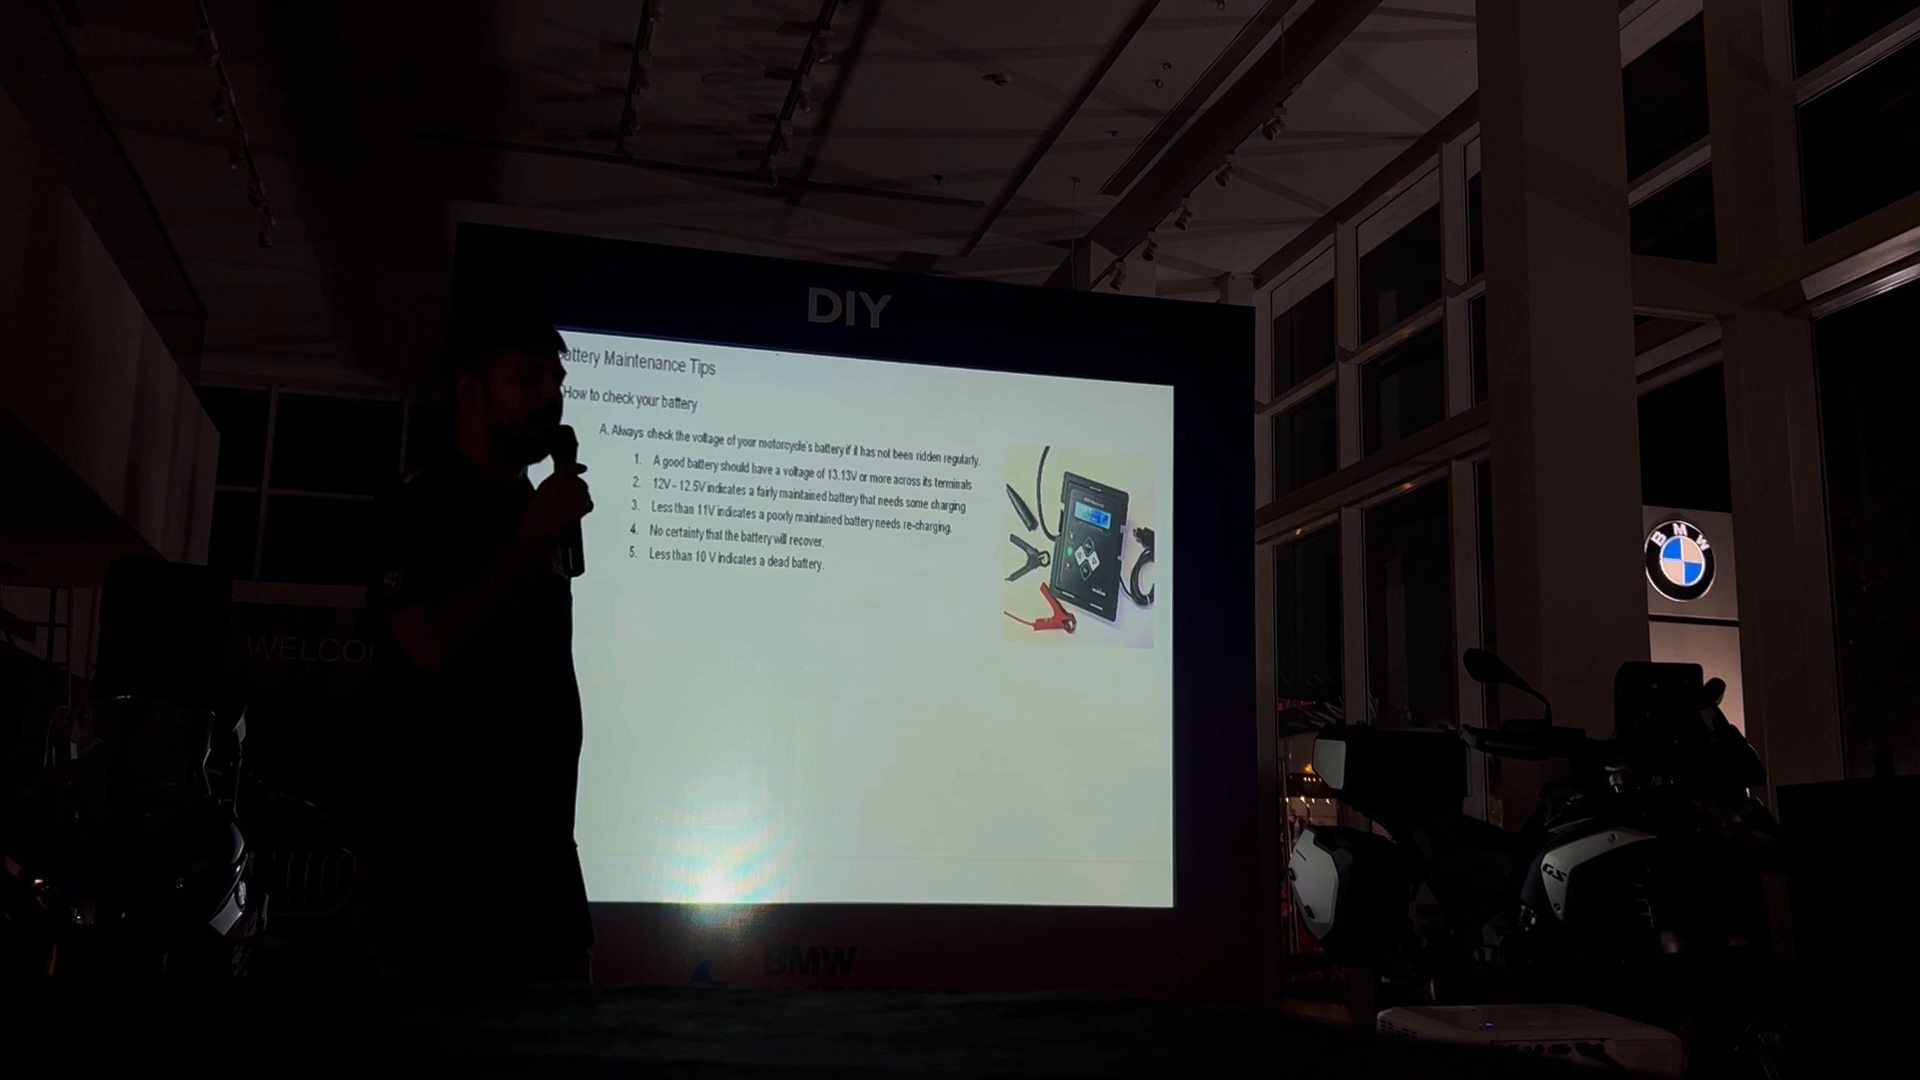 DIY
attery Maintenance Tips
How to check your battery
A. Always check the voltage of your motorcycle's battery if it has not been ridden regularly.
1. A good battery should have a voltage of 13.13V or more across its terminals
2. 12V - 12.5V indicates a fairly maintained battery that needs some charging
3. Less than 11V indicates a poorly maintained battery needs re-charging.
4. No certainty that the battery will recover.
5. Less than 10 V indicates a dead battery.
BMW
WELCO
GS
BMW